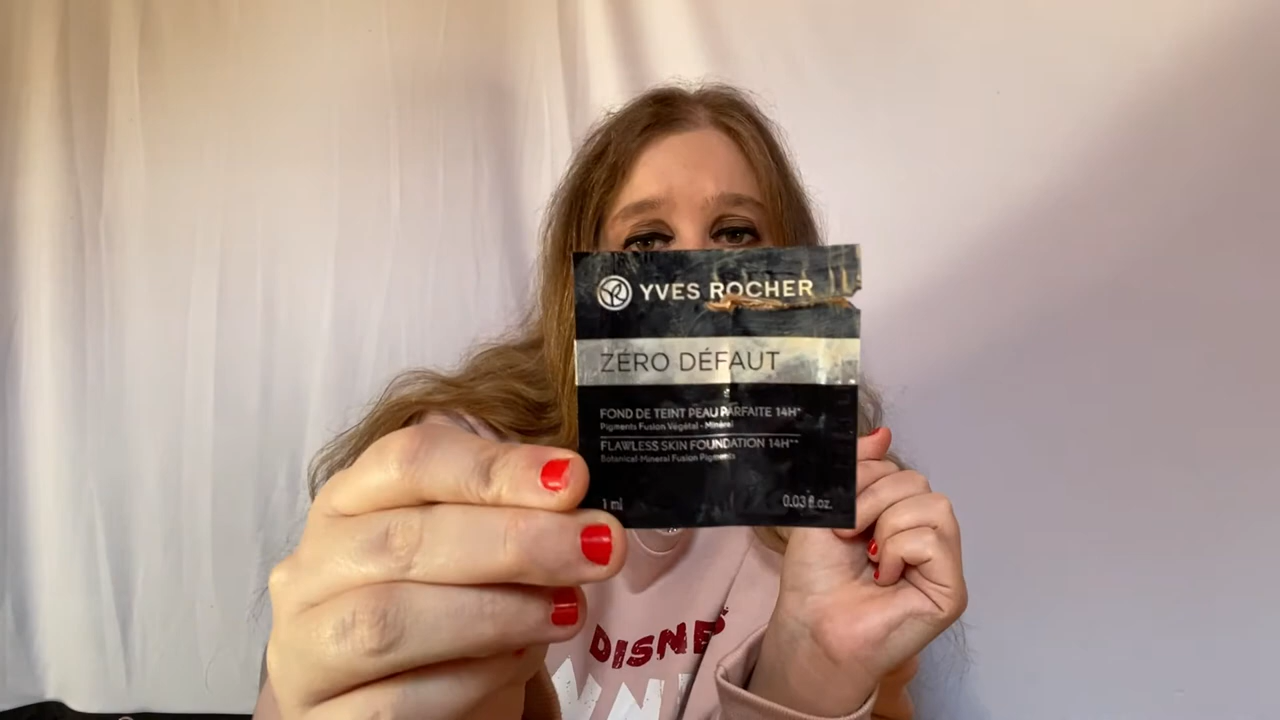 YVES ROCHER
ZÉRO DÉFAUT
FOND DE TEINT PEAU PARFAITE 14H*
Pigments Fusion Végétal - Minéral
FLAWLESS SKIN FOUNDATION 14H**
Botanical-Mineral Fusion Pigments
1 ml 0.03 fl.oz.
DISNEY